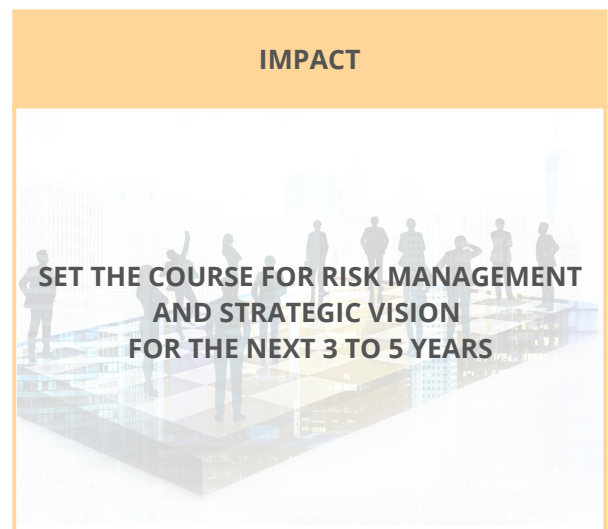 IMPACT
SET THE COURSE FOR RISK MANAGEMENT
AND STRATEGIC VISION
FOR THE NEXT 3 TO 5 YEARS